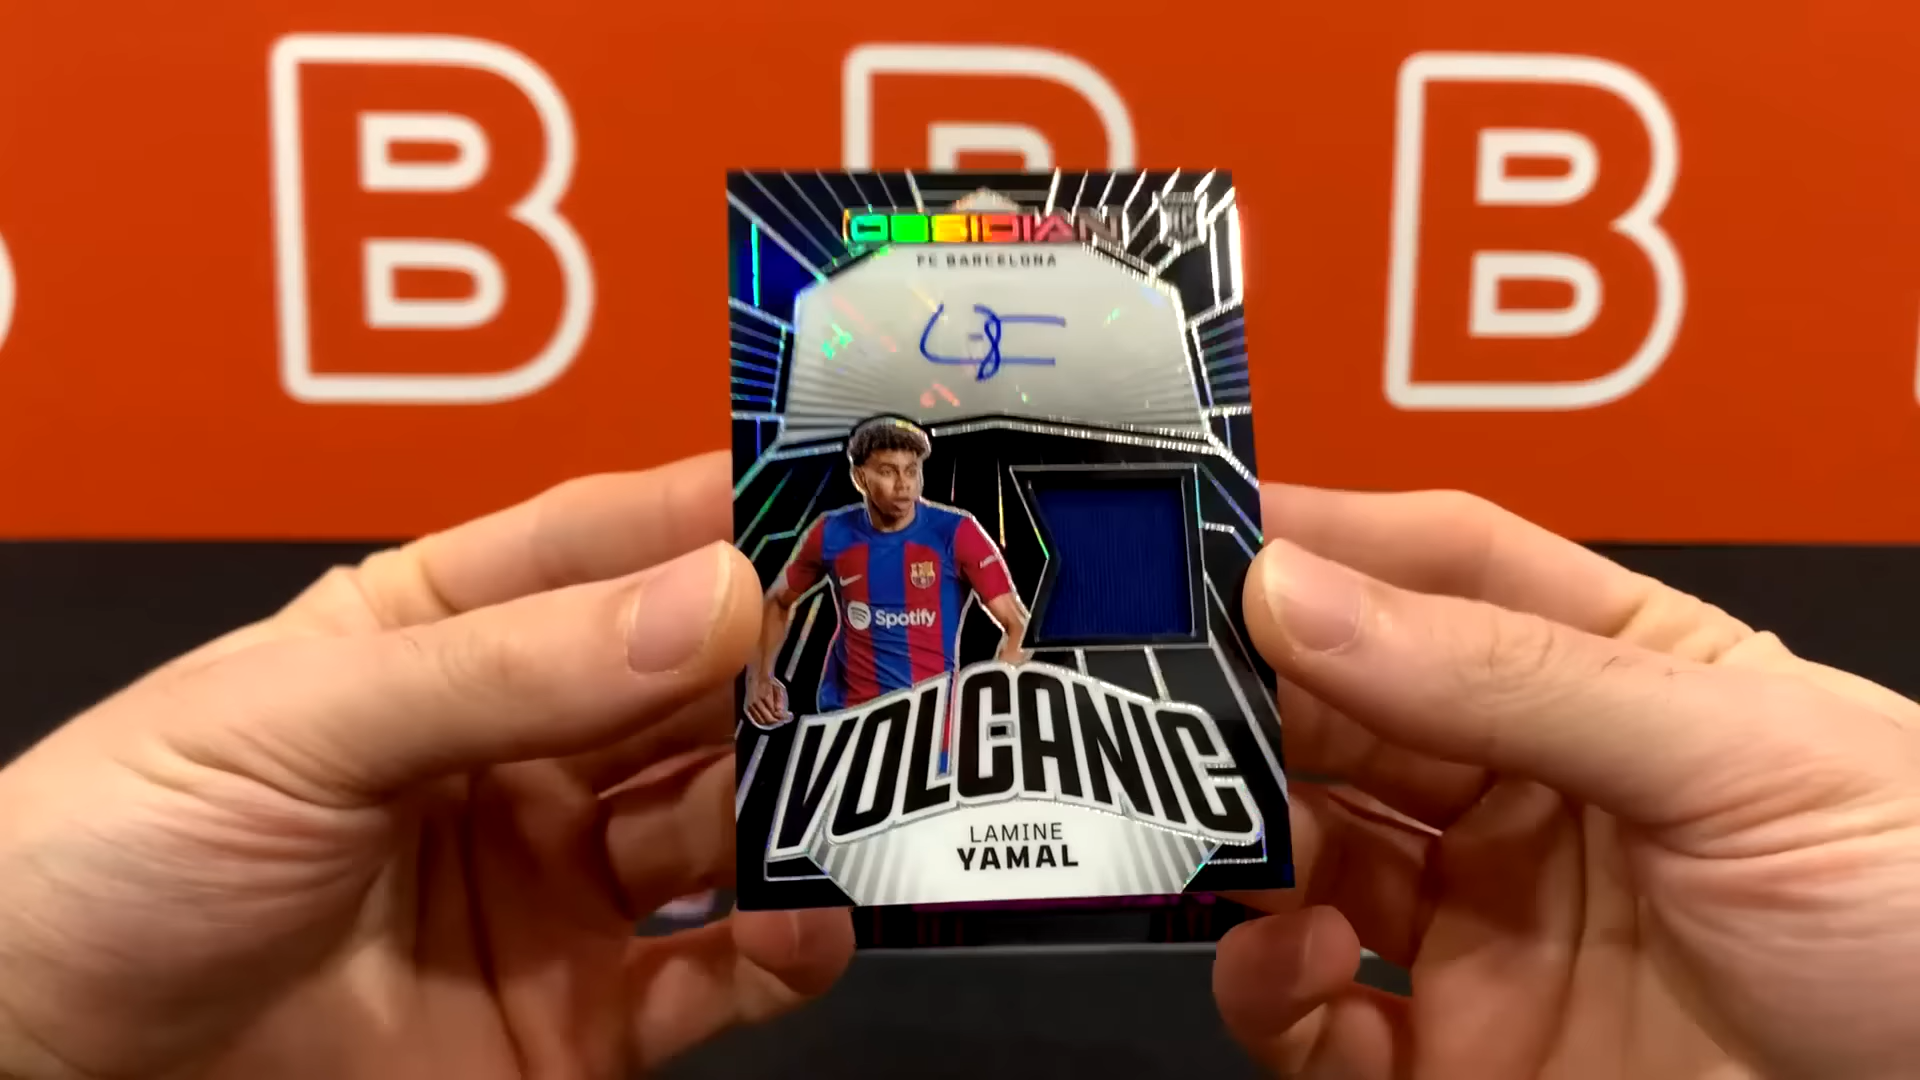 B B B
OBSIDIAN
RC
FC BARCELONA
Spotify
VOLCANIC
LAMINE
YAMAL